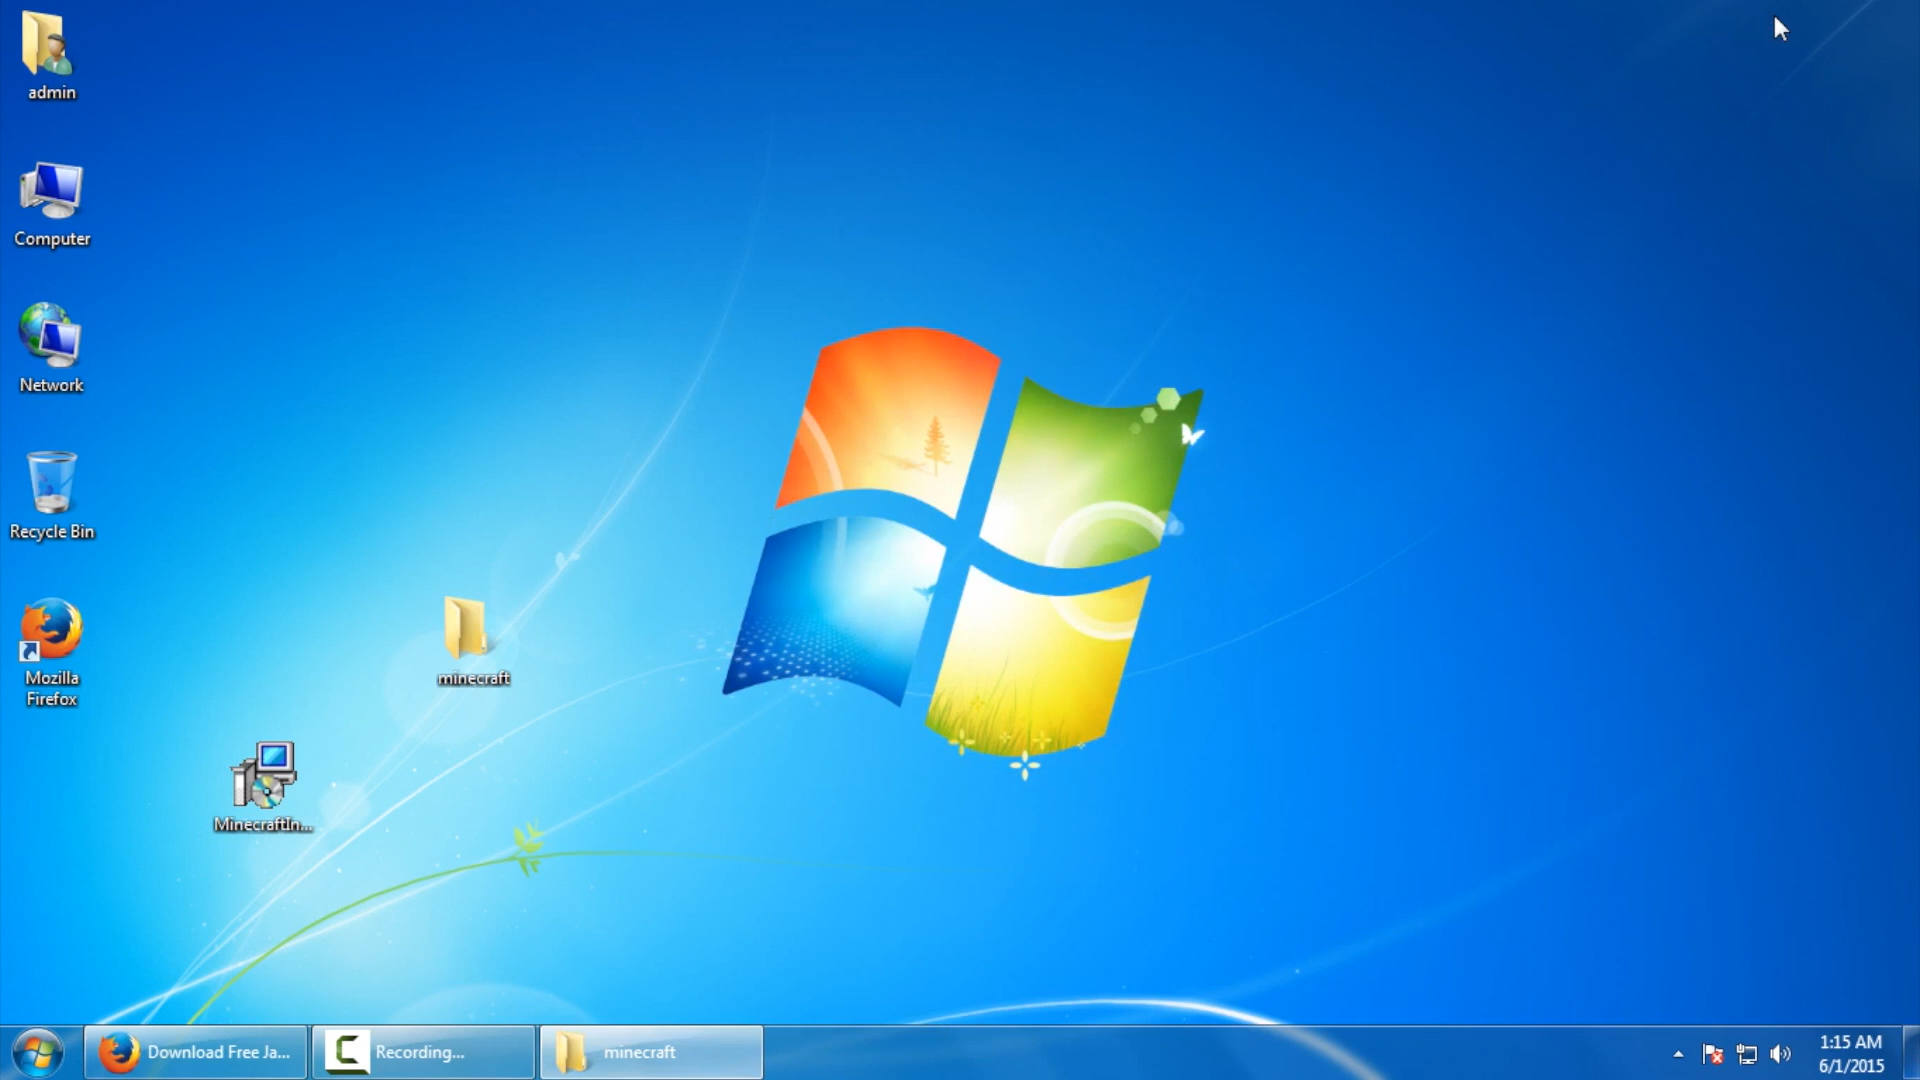 admin
Computer
Network
Recycle Bin
Mozilla
Firefox
minecraft
MinecraftIn...
Download Free Ja...
Recording...
minecraft
1:15 AM
6/1/2015